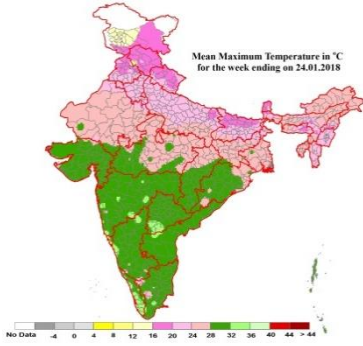 Mean Maximum Temperature in °C
for the week ending on 24.01.2018
No Data -4 0 4 8 12 16 20 24 28 32 36 40 44 > 44